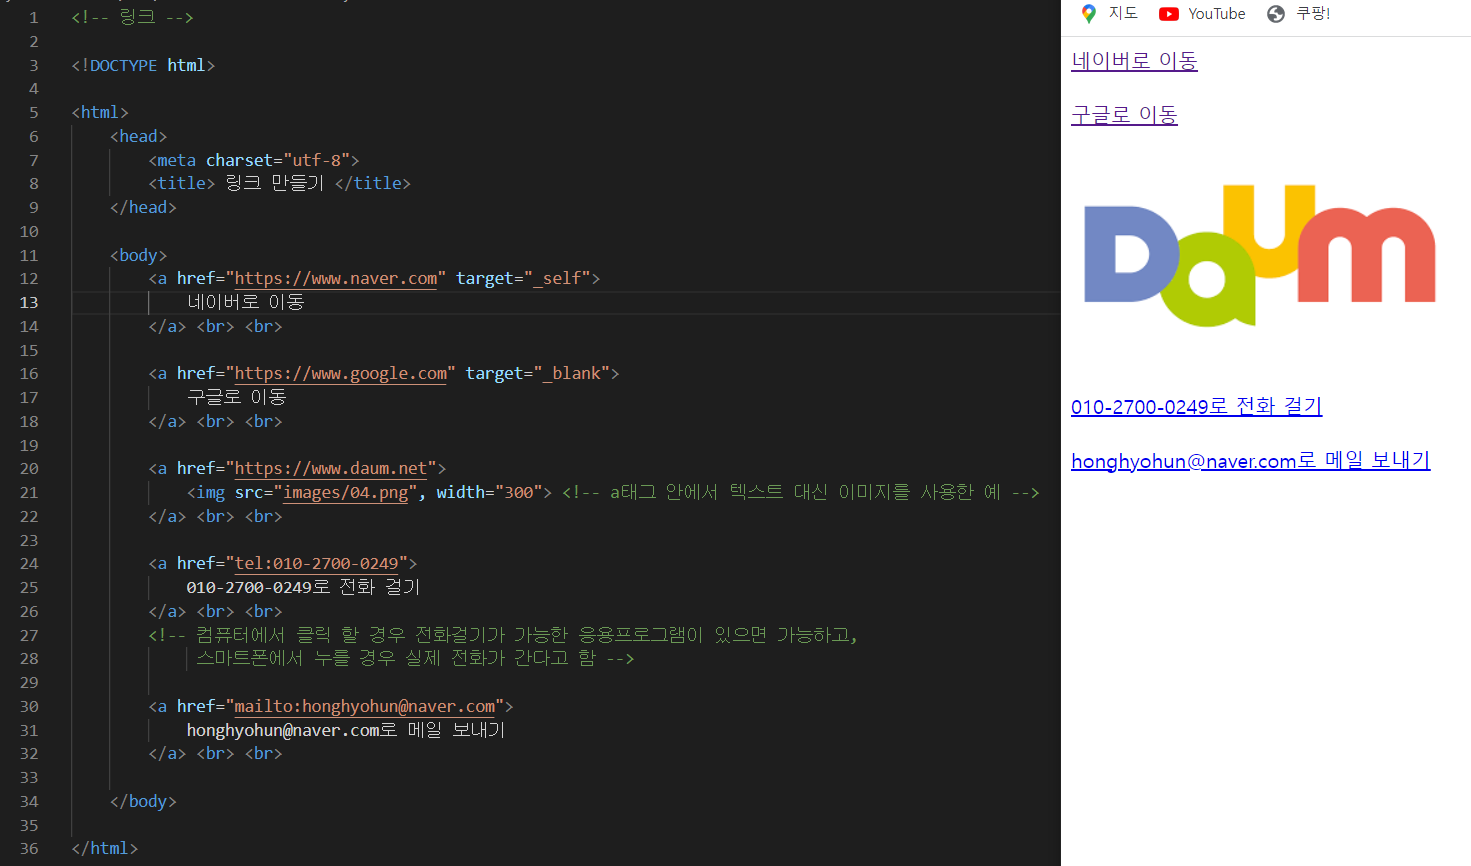 1 <!-- 링크 -->
2
3 <!DOCTYPE html>
4
5 <html>
6 <head>
7 <meta charset="utf-8">
8 <title> 링크 만들기 </title>
9 </head>
10
11 <body>
12 <a href="https://www.naver.com" target="_self">
13 네이버로 이동
14 </a> <br> <br>
15
16 <a href="https://www.google.com" target="_blank">
17 구글로 이동
18 </a> <br> <br>
19
20 <a href="https://www.daum.net">
21 <img src="images/04.png", width="300"> <!-- a태그 안에서 텍스트 대신 이미지를 사용한 예 -->
22 </a> <br> <br>
23
24 <a href="tel:010-2700-0249">
25 010-2700-0249로 전화 걸기
26 </a> <br> <br>
27 <!-- 컴퓨터에서 클릭 할 경우 전화걸기가 가능한 응용프로그램이 있으면 가능하고,
28 스마트폰에서 누를 경우 실제 전화가 간다고 함 -->
29
30 <a href="mailto:honghyohun@naver.com">
31 honghyohun@naver.com로 메일 보내기
32 </a> <br> <br>
33
34 </body>
35
36 </html>
지도 YouTube 쿠팡!
네이버로 이동
구글로 이동
Daum
010-2700-0249로 전화 걸기
honghyohun@naver.com로 메일 보내기